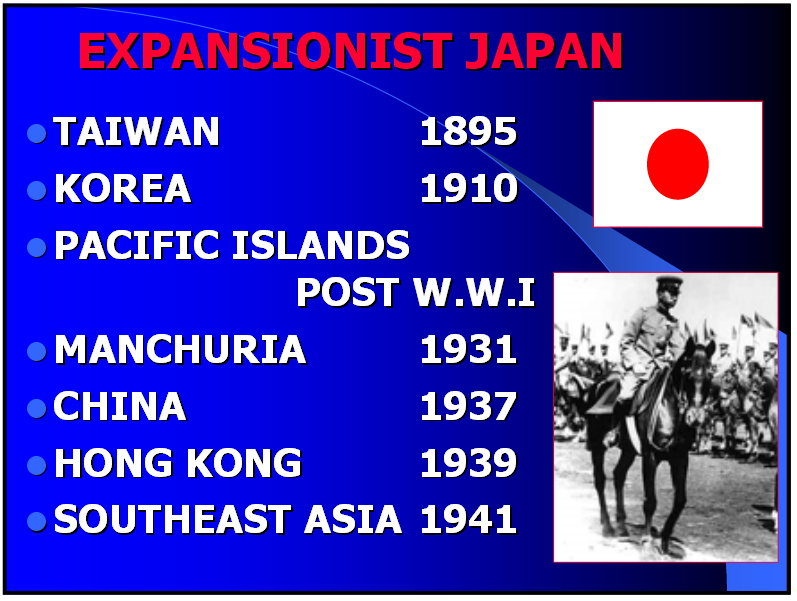 EXPANSIONIST JAPAN
TAIWAN 1895
KOREA 1910
PACIFIC ISLANDS
POST W.W.I
MANCHURIA 1931
CHINA 1937
HONG KONG 1939
SOUTHEAST ASIA 1941